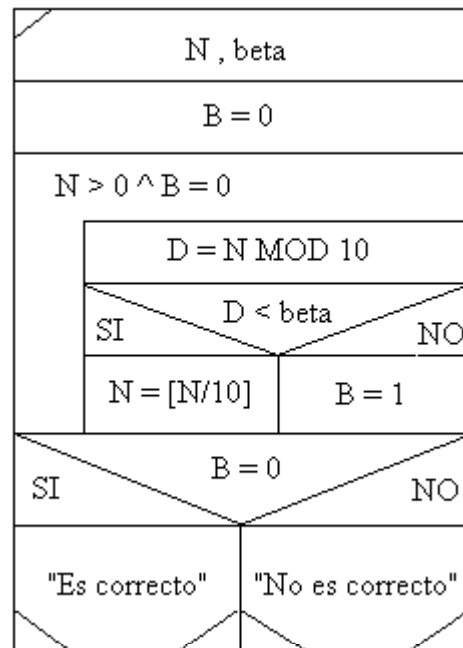 N , beta
B = 0
N > 0 ^ B = 0
D = N MOD 10
D < beta
SI
NO
N = [N/10]
B = 1
B = 0
SI
NO
"Es correcto"
"No es correcto"